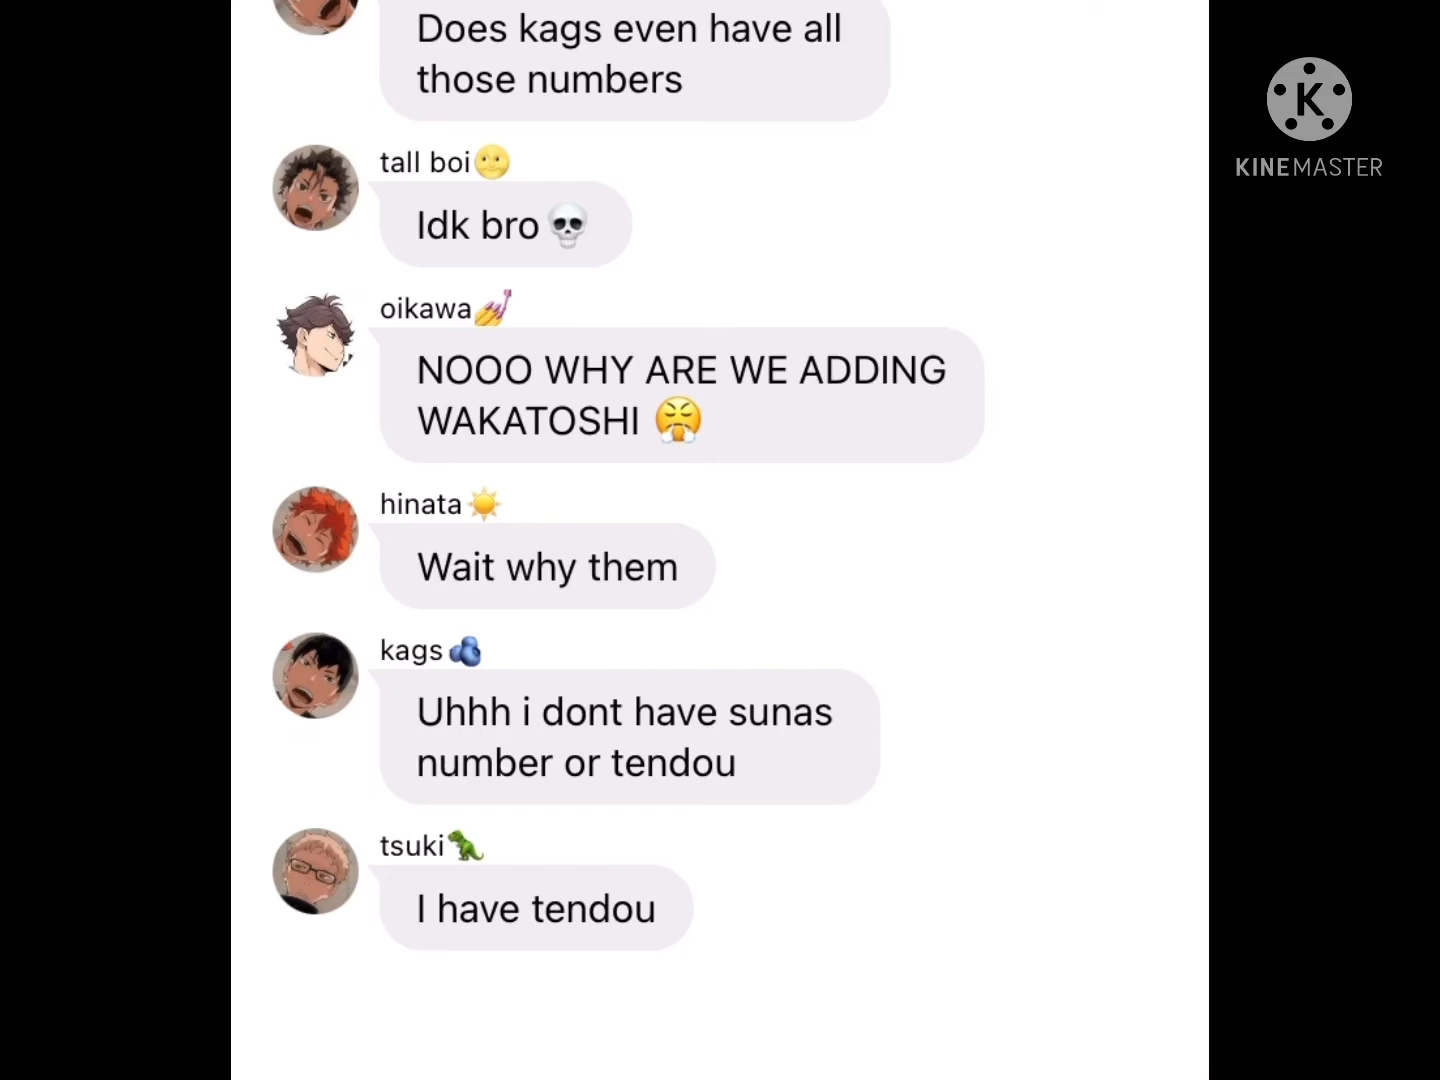 Does kags even have all
those numbers
tall boi🌝
Idk bro💀
oikawa💅
NOOO WHY ARE WE ADDING
WAKATOSHI 😤
hinata☀️
Wait why them
kags🫐
Uhhh i dont have sunas
number or tendou
tsuki🦖
I have tendou
K
KINEMASTER